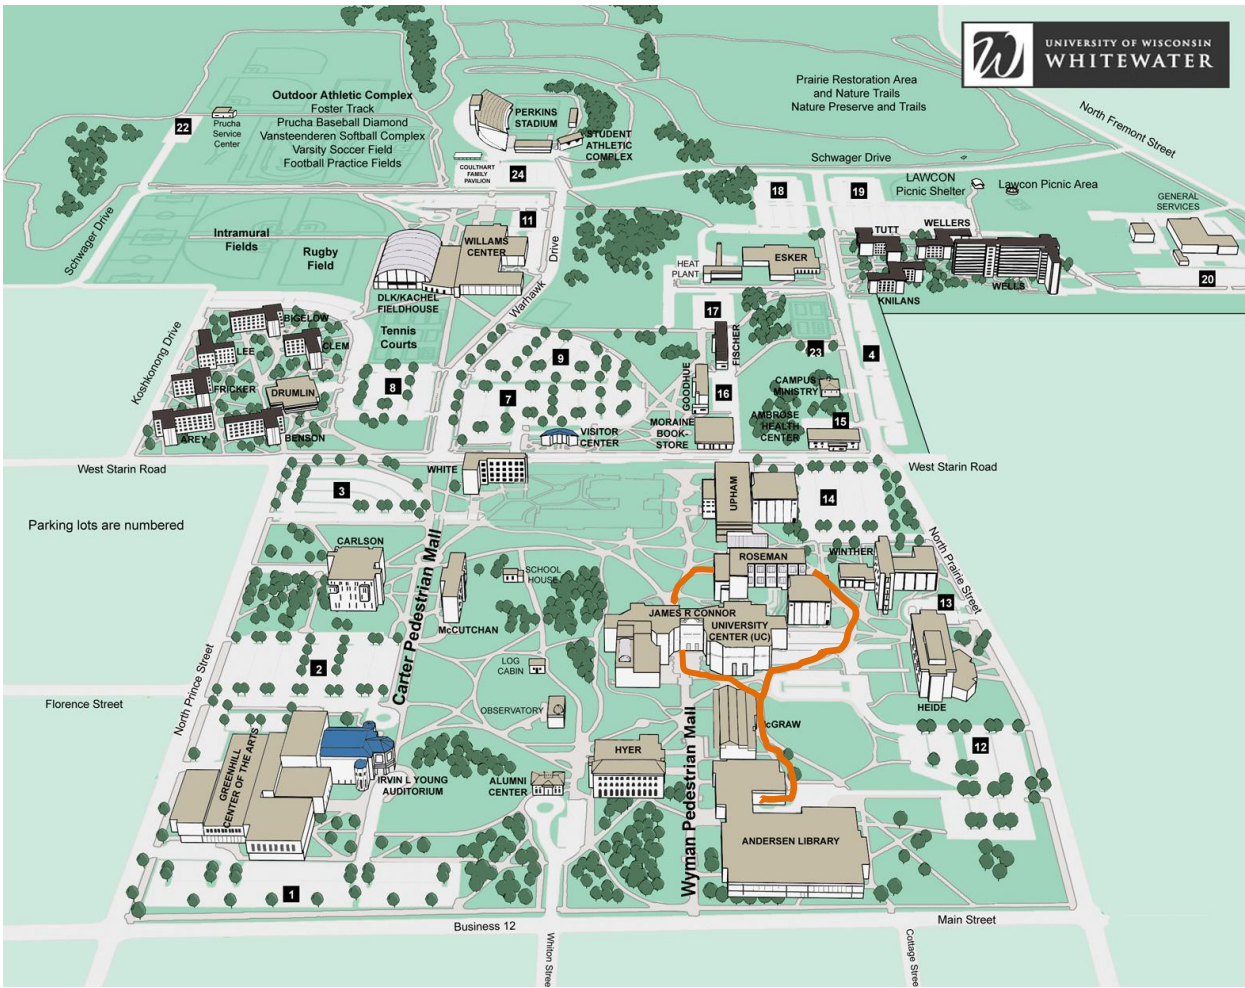 UNIVERSITY OF WISCONSIN
WHITEWATER
Prairie Restoration Area
and Nature Trails
Nature Preserve and Trails
North Fremont Street
Outdoor Athletic Complex
Foster Track
Prucha Baseball Diamond
Vansteenderen Softball Complex
Varsity Soccer Field
Football Practice Fields
22
Prucha
Service
Center
PERKINS
STADIUM
STUDENT
ATHLETIC
COMPLEX
COULTHART
FAMILY
PAVILION
24
Schwager Drive
18
19
LAWCON
Picnic Shelter
Lawcon Picnic Area
GENERAL
SERVICES
Schwager Drive
Intramural
Fields
Rugby
Field
11
WILLAMS
CENTER
Drive
Warhawk
TUTT
WELLERS
HEAT
PLANT
ESKER
KNILANS
WELLS
20
DLK/KACHEL
FIELDHOUSE
Koshkonong Drive
BIGELOW
LEE
CLEM
FRICKER
DRUMLIN
AREY
BENSON
Tennis
Courts
8
9
7
17
FISCHER
GOODHUE
16
23
4
CAMPUS
MINISTRY
15
AMBROSE
HEALTH
CENTER
MORAINE
BOOK-
STORE
VISITOR
CENTER
West Starin Road
WHITE
West Starin Road
3
UPHAM
14
Parking lots are numbered
CARLSON
Carter Pedestrian Mall
McCUTCHAN
SCHOOL
HOUSE
ROSEMAN
WINTHER
North Prairie Street
13
JAMES R CONNOR
UNIVERSITY
CENTER (UC)
North Prince Street
2
LOG
CABIN
HEIDE
Florence Street
OBSERVATORY
Wyman Pedestrian Mall
McGRAW
12
GREENHILL
CENTER OF THE ARTS
IRVIN L YOUNG
AUDITORIUM
ALUMNI
CENTER
HYER
ANDERSEN LIBRARY
1
Business 12
Main Street
Whiton Street
Cottage Stree